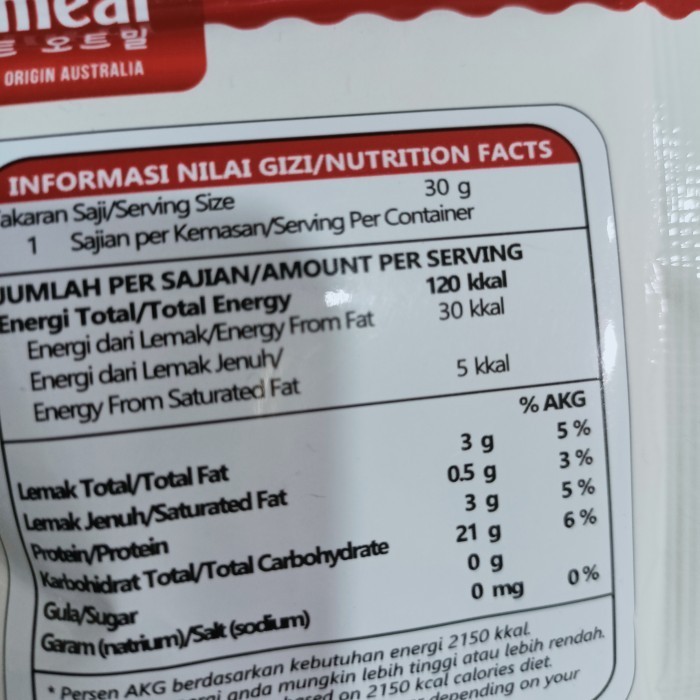 오트밀
ORIGIN AUSTRALIA
INFORMASI NILAI GIZI/NUTRITION FACTS
akaran Saji/Serving Size 30 g
1 Sajian per Kemasan/Serving Per Container
JUMLAH PER SAJIAN/AMOUNT PER SERVING
Energi Total/Total Energy 120 kkal
Energi dari Lemak/Energy From Fat 30 kkal
Energi dari Lemak Jenuh/
Energy From Saturated Fat 5 kkal
% AKG
Lemak Total/Total Fat 3 g 5 %
Lemak Jenuh/Saturated Fat 0.5 g 3 %
Protein/Protein 3 g 5 %
Karbohidrat Total/Total Carbohydrate 21 g 6 %
Gula/Sugar 0 g
Garam (natrium)/Salt (sodium) 0 mg 0%
* Persen AKG berdasarkan kebutuhan energi 2150 kkal.
anda mungkin lebih tinggi atau lebih rendah.
on 2150 kcal calories diet.
depending on your